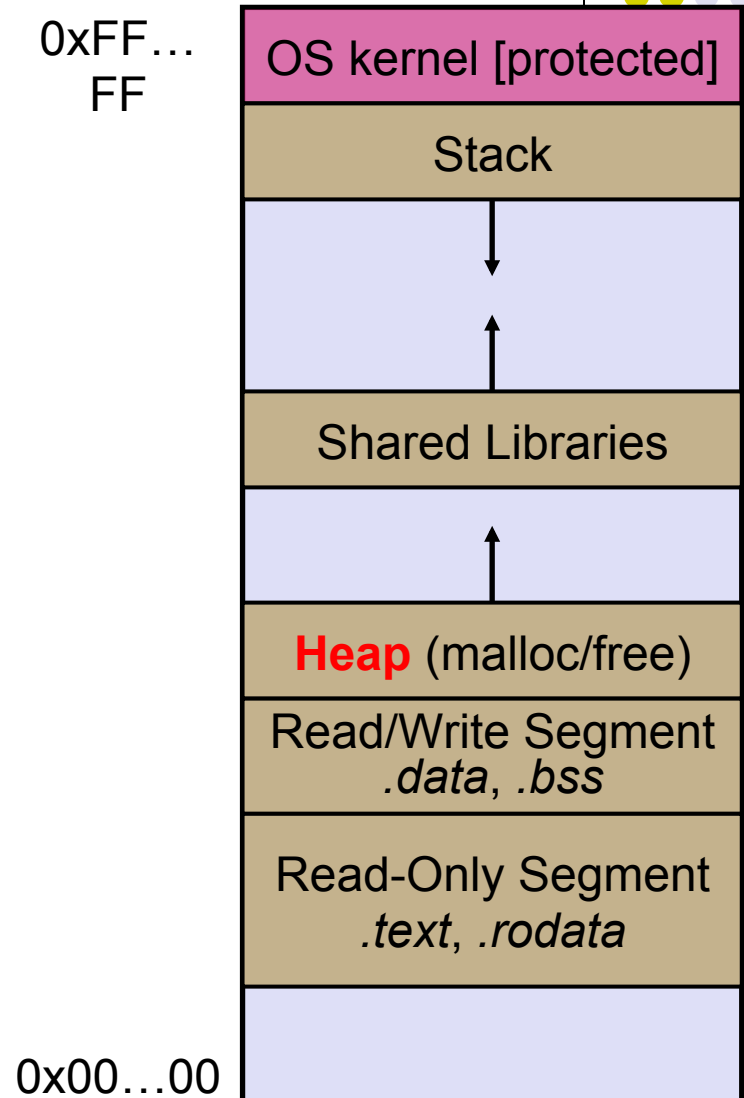 0xFF…
FF
OS kernel [protected]
Stack
Shared Libraries
Heap (malloc/free)
Read/Write Segment
.data, .bss
Read-Only Segment
.text, .rodata
0x00…00